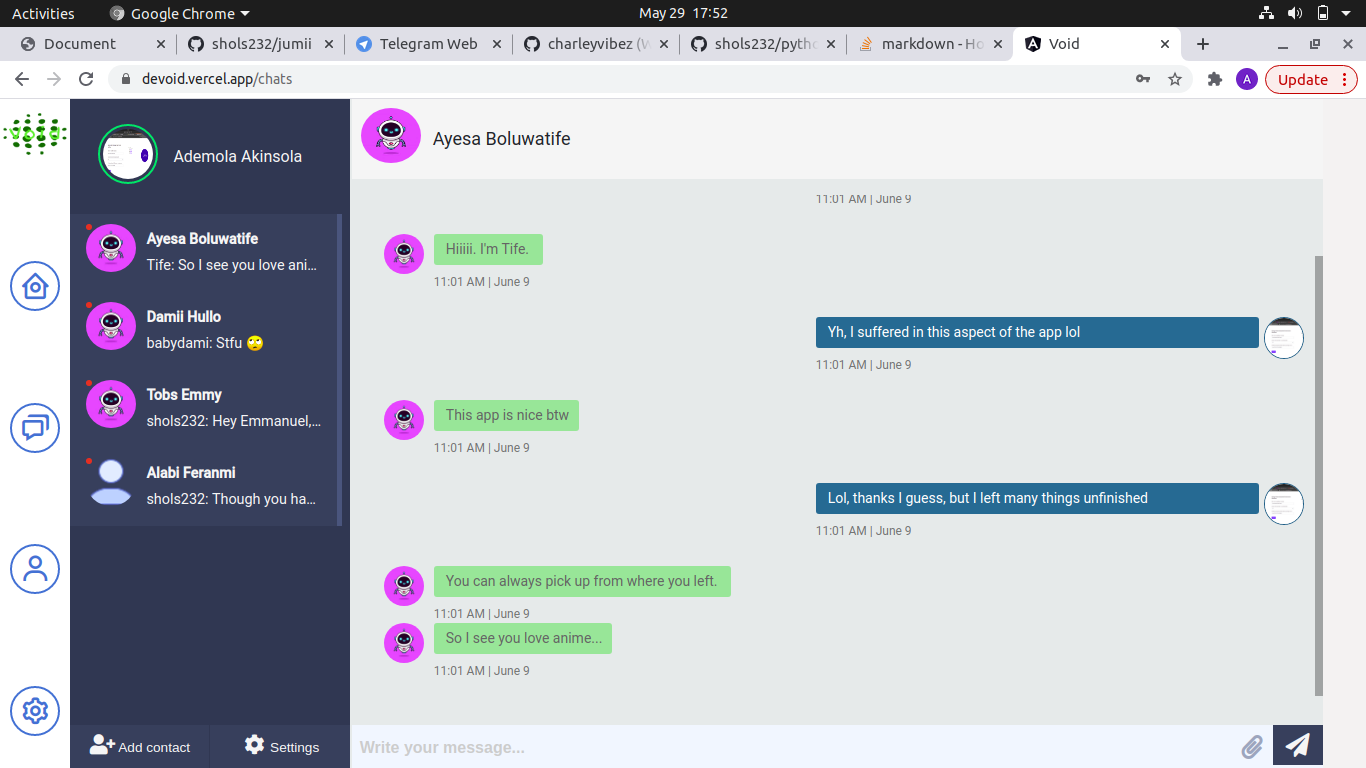 Activities
Google Chrome
May 29 17:52
Document
shols232/jumii
Telegram Web
charleyvibez (W
shols232/pytho
markdown - Ho
Void
devoid.vercel.app/chats
A
Update
Void
Ademola Akinsola
Ayesa Boluwatife
Tife: So I see you love ani...
Damii Hullo
babydami: Stfu 🙄
Tobs Emmy
shols232: Hey Emmanuel,...
Alabi Feranmi
shols232: Though you ha...
Add contact
Settings
Ayesa Boluwatife
11:01 AM | June 9
Hiiiii. I'm Tife.
11:01 AM | June 9
Yh, I suffered in this aspect of the app lol
11:01 AM | June 9
This app is nice btw
11:01 AM | June 9
Lol, thanks I guess, but I left many things unfinished
11:01 AM | June 9
You can always pick up from where you left.
11:01 AM | June 9
So I see you love anime...
11:01 AM | June 9
Write your message...